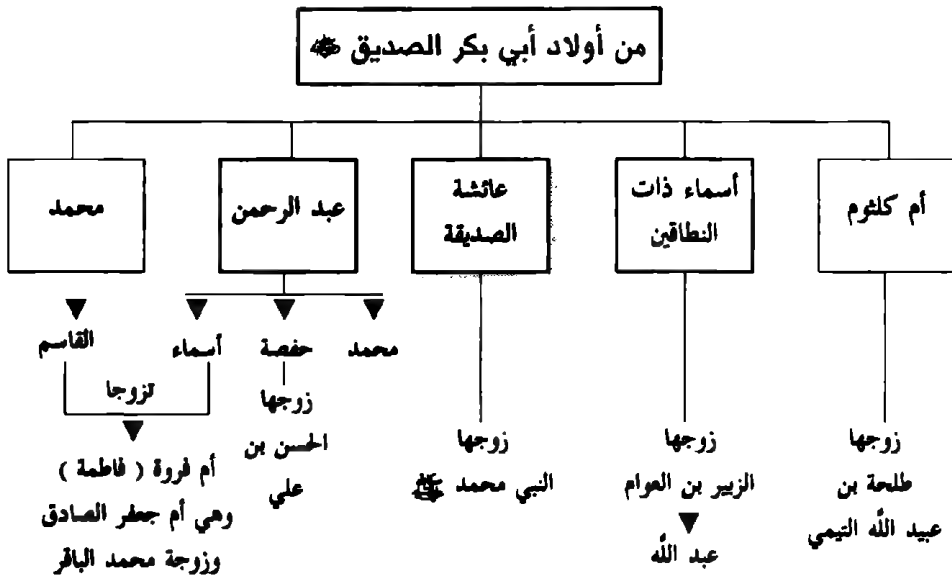 من أولاد أبي بكر الصديق ﷺ
أم كلثوم
أسماء ذات
النطاقين
عائشة
الصديقة
عبد الرحمن
محمد
زوجها
طلحة بن
عبيد الله التيمي
زوجها
الزبير بن العوام
عبد الله
زوجها
النبي محمد ﷺ
محمد
حفصة
أسماء
القاسم
زوجها
الحسن بن
علي
تزوجا
أم فروة ( فاطمة )
وهي أم جعفر الصادق
وزوجة محمد الباقر